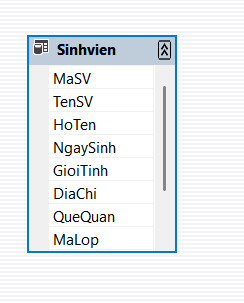 Sinhvien
MaSV
TenSV
HoTen
NgaySinh
GioiTinh
DiaChi
QueQuan
MaLop